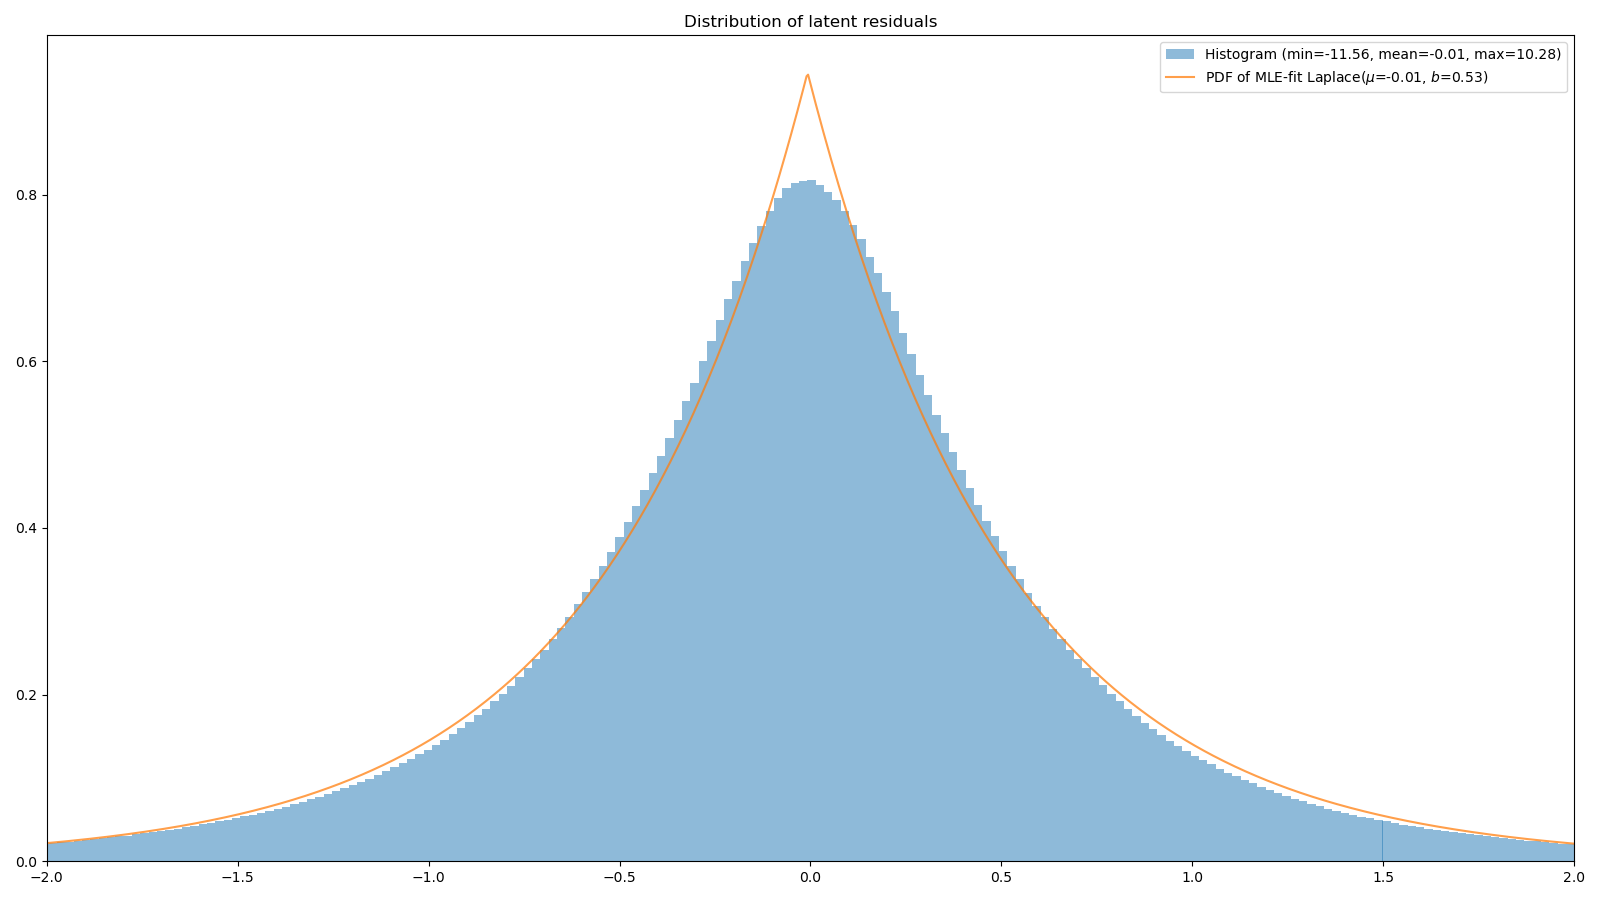 Distribution of latent residuals
Histogram (min=-11.56, mean=-0.01, max=10.28)
PDF of MLE-fit Laplace(μ=-0.01, b=0.53)
0.8
0.6
0.4
0.2
0.0
−2.0 −1.5 −1.0 −0.5 0.0 0.5 1.0 1.5 2.0